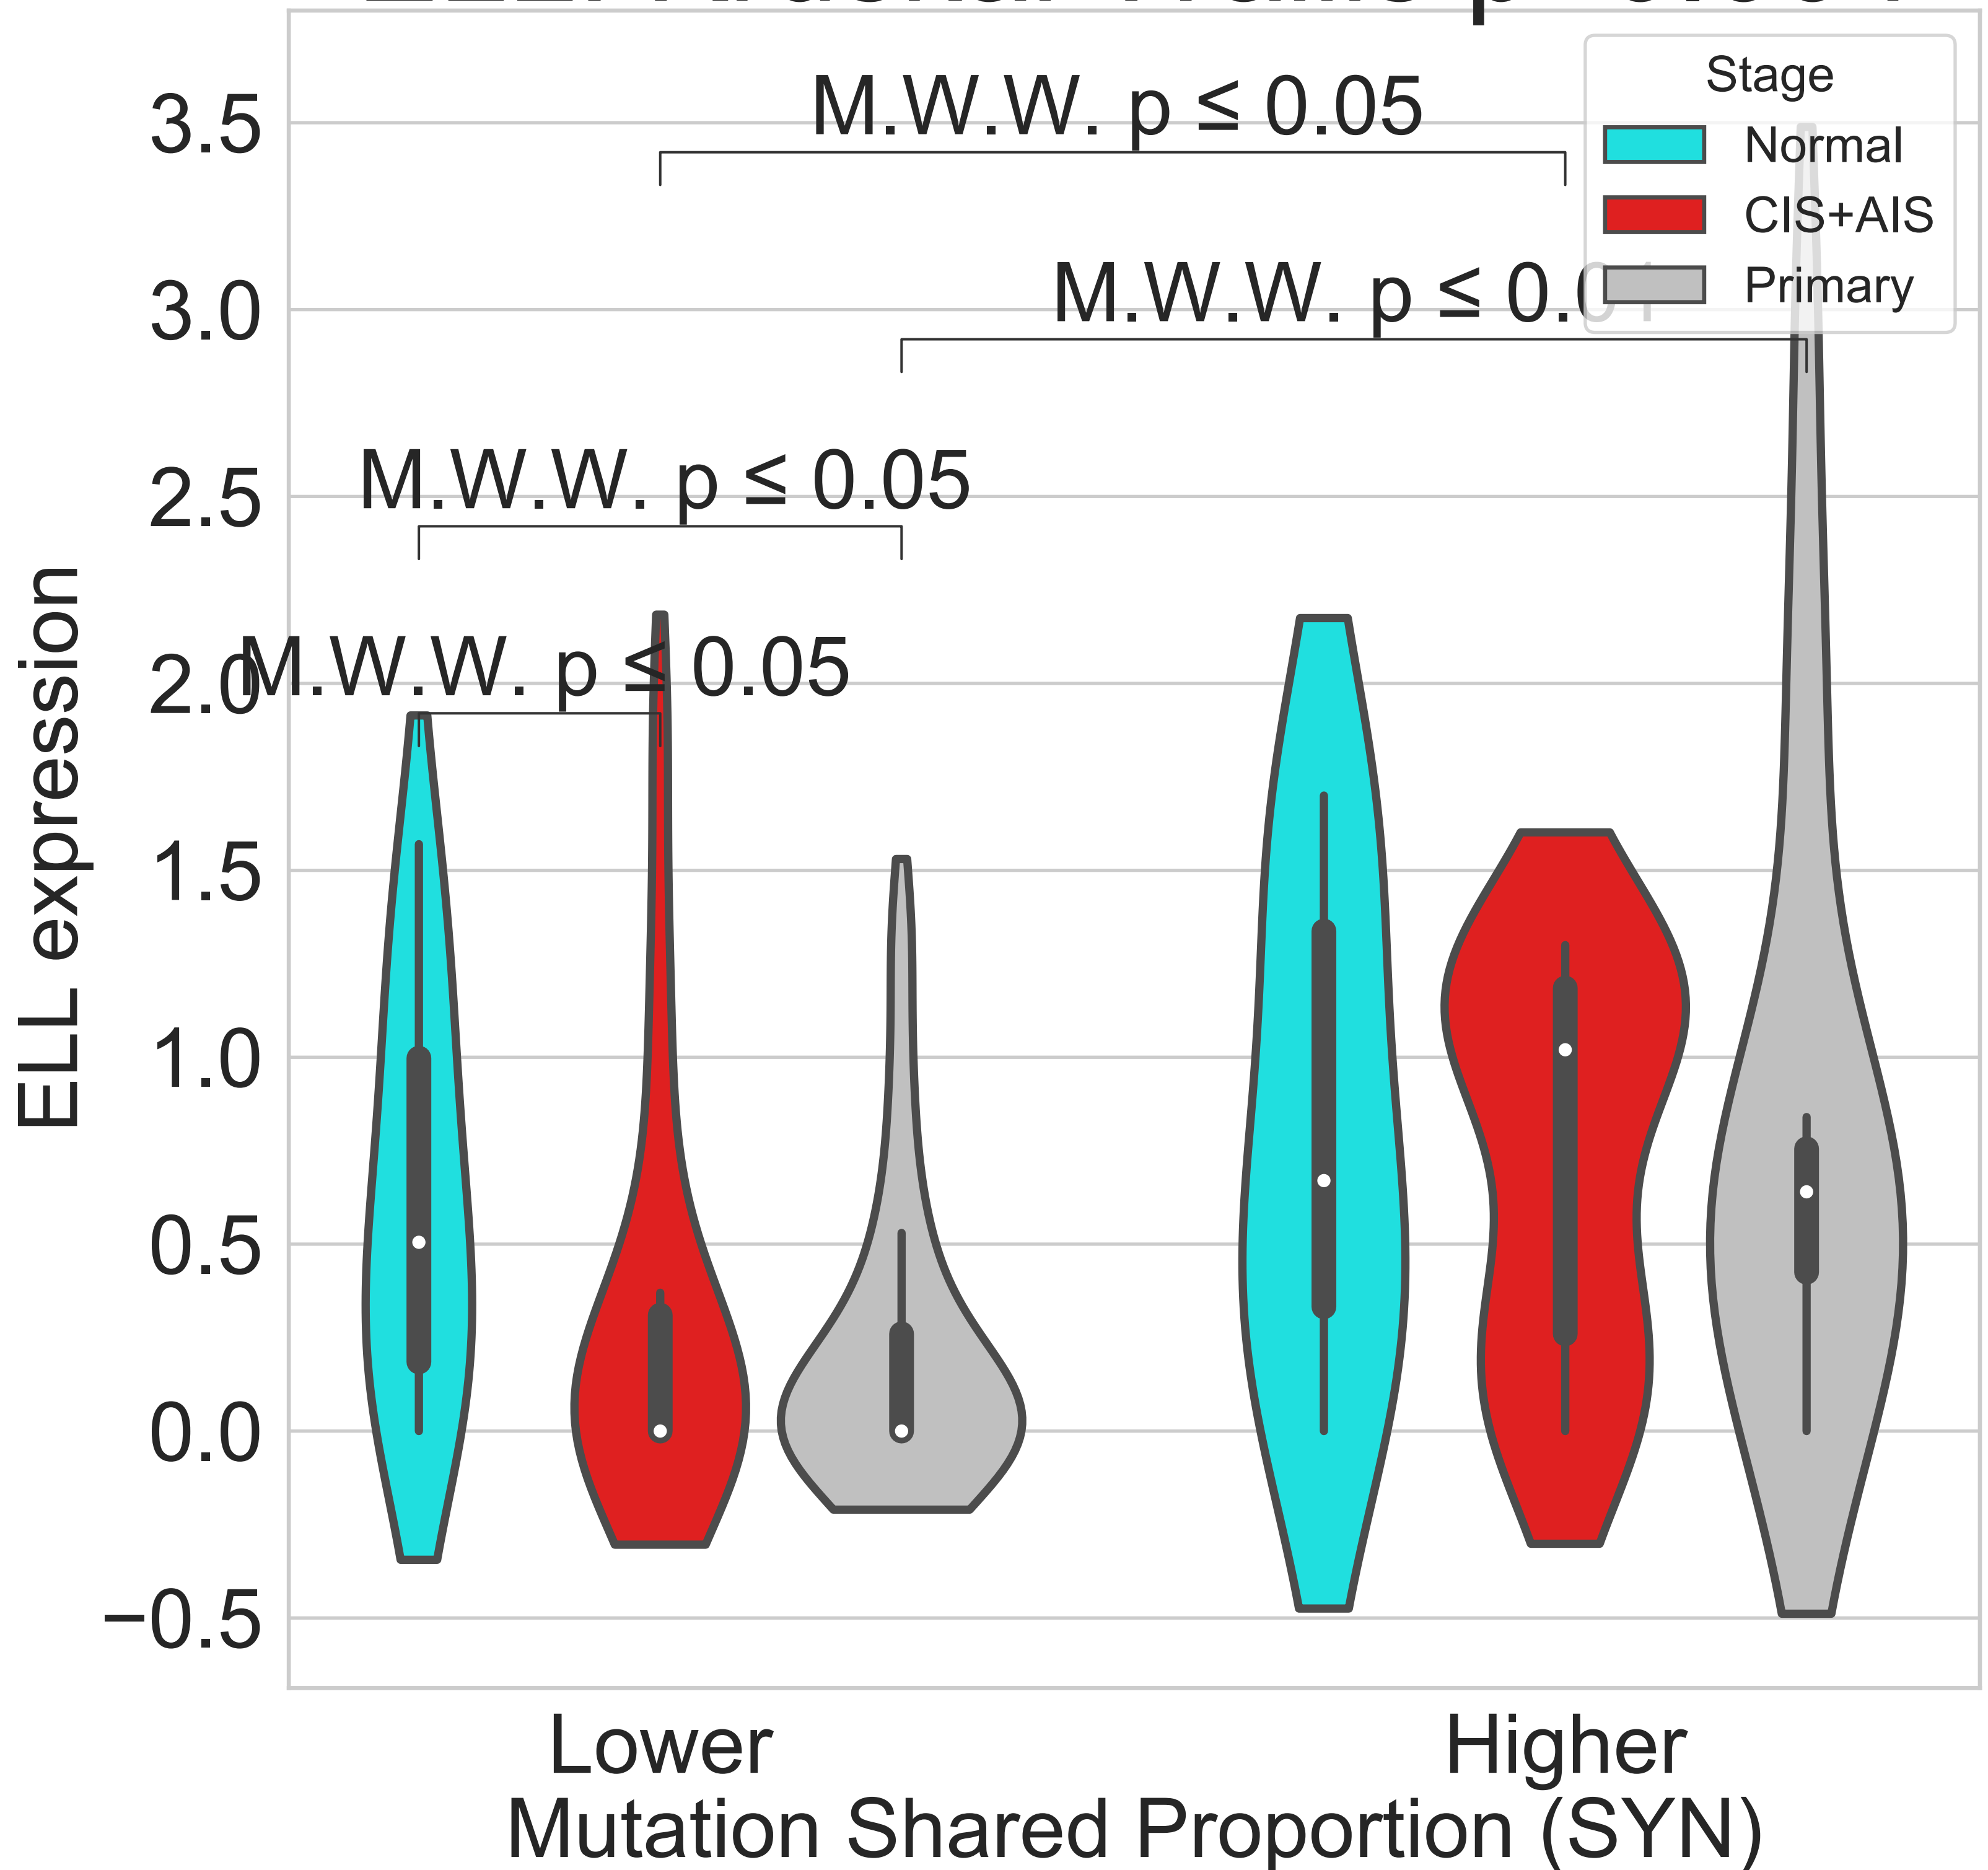 Stage
Normal
CIS+AIS
Primary
M.W.W. p ≤ 0.05
M.W.W. p ≤ 0.01
M.W.W. p ≤ 0.05
M.W.W. p ≤ 0.05
3.5
3.0
2.5
2.0
1.5
1.0
0.5
0.0
−0.5
ELL expression
Lower
Higher
Mutation Shared Proportion (SYN)